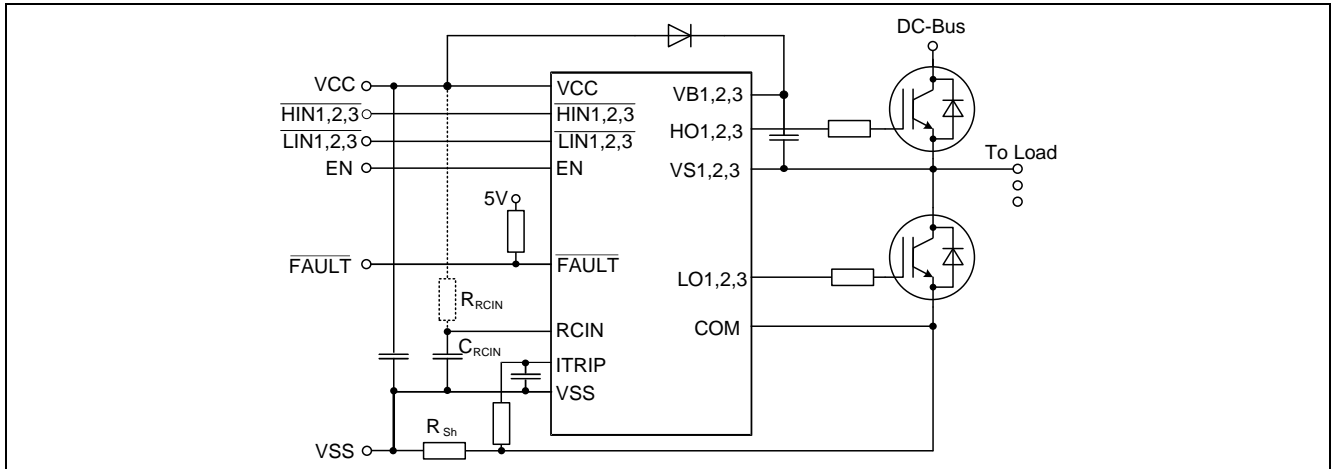 DC-Bus
VCC
VCC
VB1,2,3
HIN1,2,3
HIN1,2,3
HO1,2,3
LIN1,2,3
LIN1,2,3
To Load
EN
EN
VS1,2,3
5V
FAULT
FAULT
LO1,2,3
RRCIN
RCIN
COM
CRCIN
ITRIP
VSS
RSh
VSS